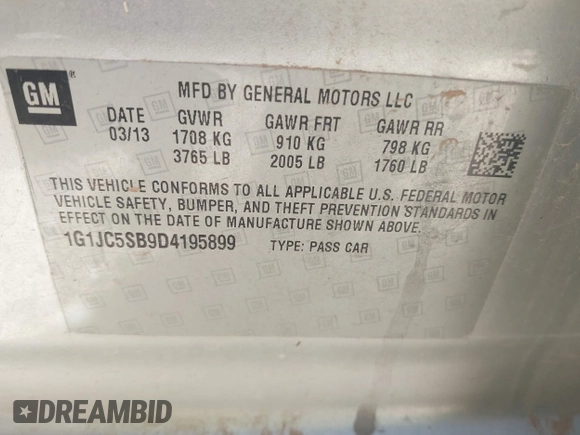 GM ®
MFD BY GENERAL MOTORS LLC
DATE GVWR GAWR FRT GAWR RR
03/13 1708 KG 910 KG 798 KG
3765 LB 2005 LB 1760 LB
THIS VEHICLE CONFORMS TO ALL APPLICABLE U.S. FEDERAL MOTOR
VEHICLE SAFETY, BUMPER, AND THEFT PREVENTION STANDARDS IN
EFFECT ON THE DATE OF MANUFACTURE SHOWN ABOVE.
1G1JC5SB9D4195899 TYPE: PASS CAR
DREAMBID